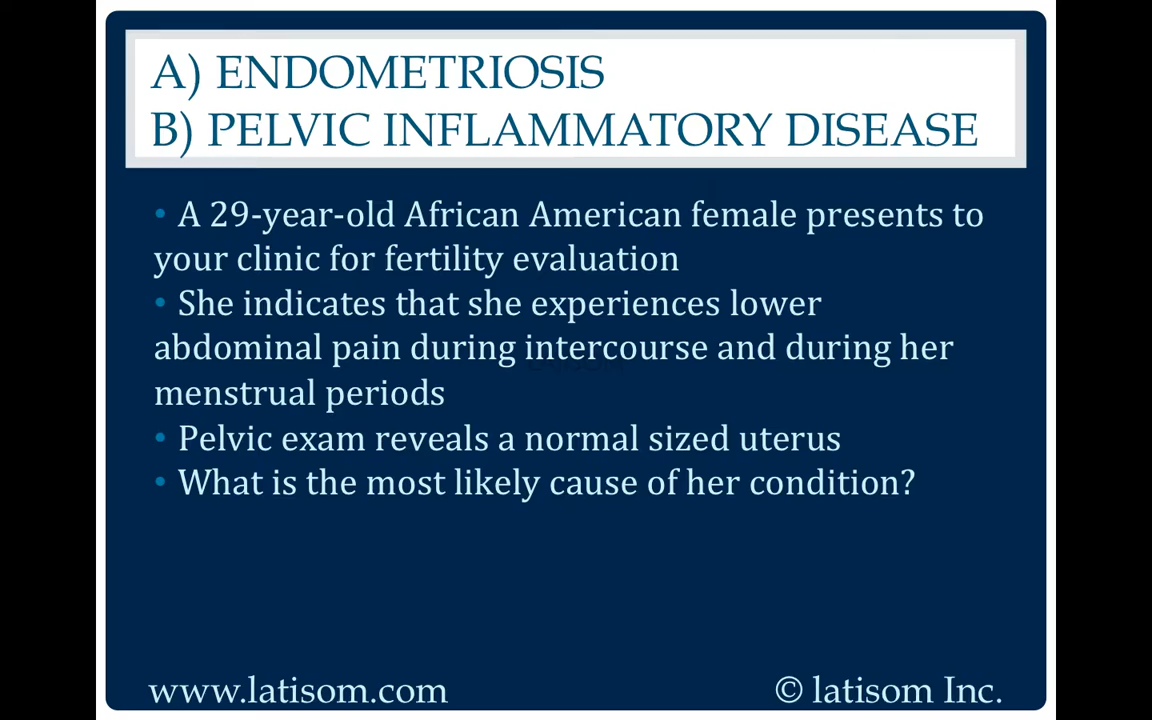 A) ENDOMETRIOSIS
B) PELVIC INFLAMMATORY DISEASE
• A 29-year-old African American female presents to
your clinic for fertility evaluation
• She indicates that she experiences lower
abdominal pain during intercourse and during her
menstrual periods
• Pelvic exam reveals a normal sized uterus
• What is the most likely cause of her condition?
www.latisom.com
© latisom Inc.